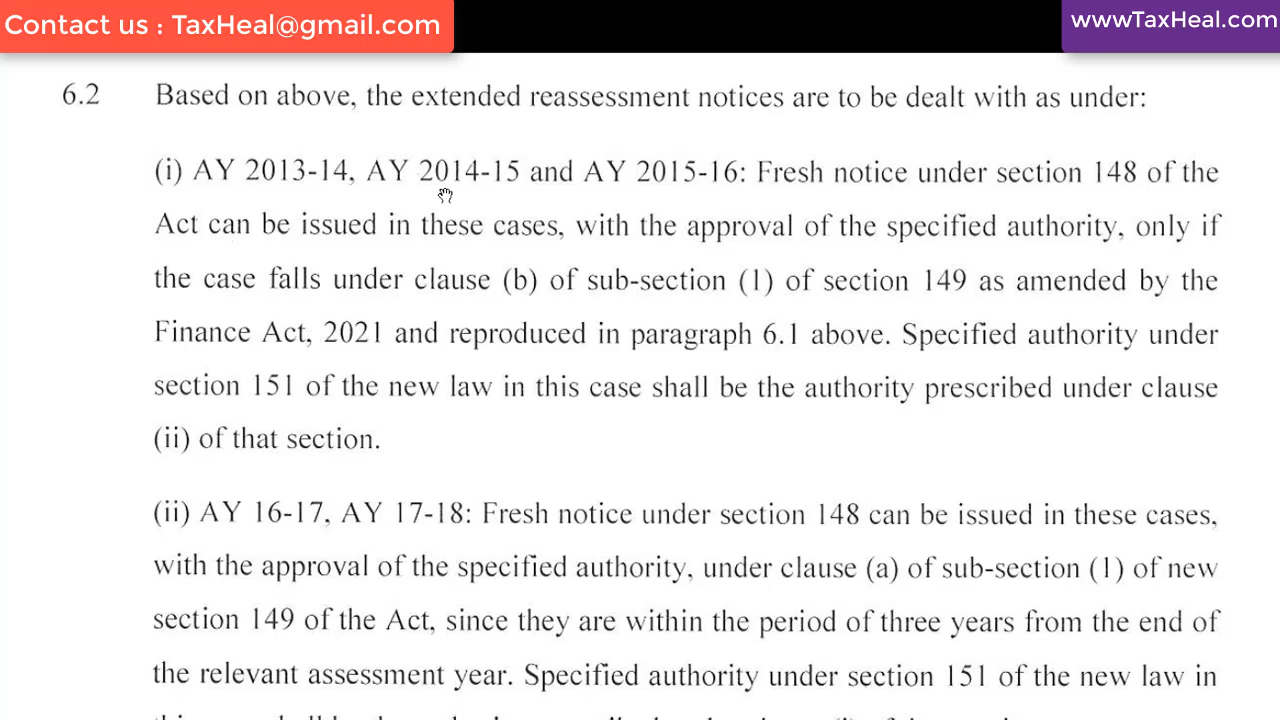 Contact us : TaxHeal@gmail.com
wwwTaxHeal.com
6.2 Based on above, the extended reassessment notices are to be dealt with as under:
(i) AY 2013-14, AY 2014-15 and AY 2015-16: Fresh notice under section 148 of the
Act can be issued in these cases, with the approval of the specified authority, only if
the case falls under clause (b) of sub-section (1) of section 149 as amended by the
Finance Act, 2021 and reproduced in paragraph 6.1 above. Specified authority under
section 151 of the new law in this case shall be the authority prescribed under clause
(ii) of that section.
(ii) AY 16-17, AY 17-18: Fresh notice under section 148 can be issued in these cases,
with the approval of the specified authority, under clause (a) of sub-section (1) of new
section 149 of the Act, since they are within the period of three years from the end of
the relevant assessment year. Specified authority under section 151 of the new law in